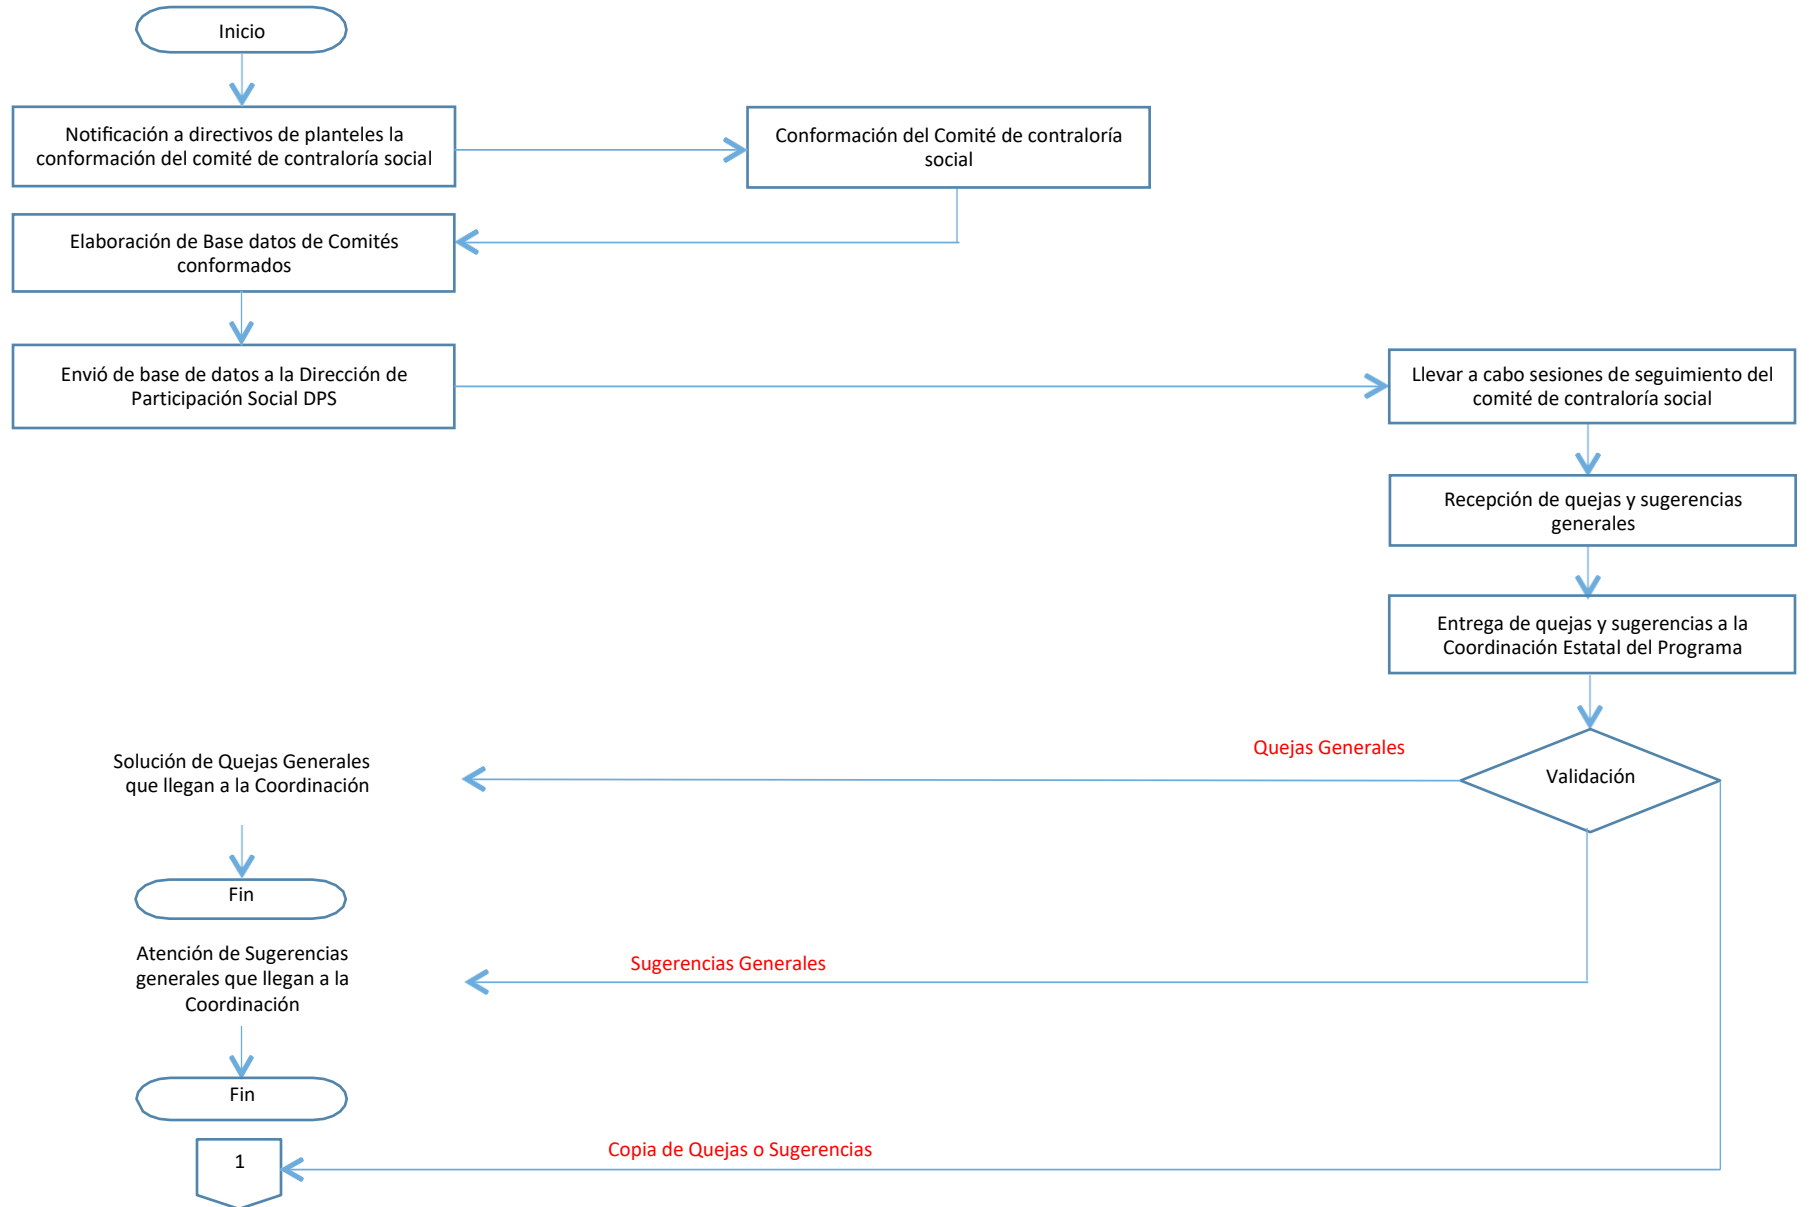 Inicio
Notificación a directivos de planteles la
conformación del comité de contraloría social
Conformación del Comité de contraloría
social
Elaboración de Base datos de Comités
conformados
Envió de base de datos a la Dirección de
Participación Social DPS
Llevar a cabo sesiones de seguimiento del
comité de contraloría social
Recepción de quejas y sugerencias
generales
Entrega de quejas y sugerencias a la
Coordinación Estatal del Programa
Validación
Quejas Generales
Solución de Quejas Generales
que llegan a la Coordinación
Fin
Sugerencias Generales
Atención de Sugerencias
generales que llegan a la
Coordinación
Fin
Copia de Quejas o Sugerencias
1